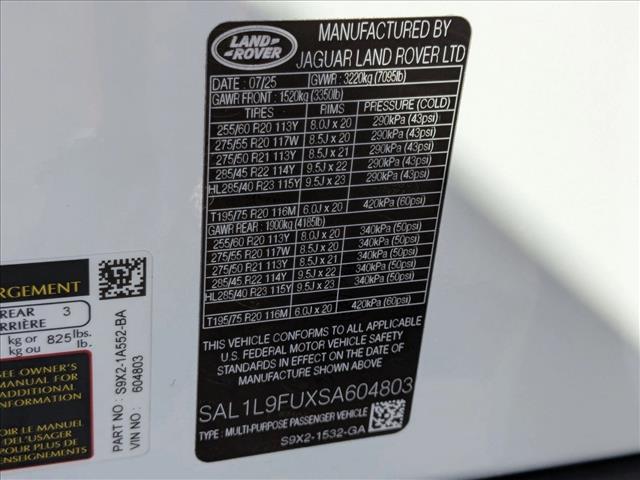 LAND-
ROVER
MANUFACTURED BY
JAGUAR LAND ROVER LTD
DATE : 07/25 GVWR : 3220kg (7095lb)
GAWR FRONT : 1520kg (3350lb)
TIRES RIMS PRESSURE (COLD)
255/60 R20 113Y 8.0J x 20 290kPa (43psi)
275/55 R20 117W 8.5J x 20 290kPa (43psi)
275/50 R21 113Y 8.5J x 21 290kPa (43psi)
285/45 R22 114Y 9.5J x 22 290kPa (43psi)
HL285/40 R23 115Y 9.5J x 23 290kPa (43psi)
T195/75 R20 116M 6.0J x 20 420kPa (60psi)
GAWR REAR : 1900kg (4185lb)
255/60 R20 113Y 8.0J x 20 340kPa (50psi)
275/55 R20 117W 8.5J x 20 340kPa (50psi)
275/50 R21 113Y 8.5J x 21 340kPa (50psi)
285/45 R22 114Y 9.5J x 22 340kPa (50psi)
HL285/40 R23 115Y 9.5J x 23 340kPa (50psi)
T195/75 R20 116M 6.0J x 20 420kPa (60psi)
THIS VEHICLE CONFORMS TO ALL APPLICABLE
U.S. FEDERAL MOTOR VEHICLE SAFETY
STANDARDS IN EFFECT ON THE DATE OF
MANUFACTURE SHOWN ABOVE.
SAL1L9FUXSA604803
TYPE : MULTI-PURPOSE PASSENGER VEHICLE
S9X2-1532-GA
RGEMENT
REAR 3
ARRIÈRE
kg or 825 lbs.
kg ou lb.
SEE OWNER'S
MANUAL FOR
ADDITIONAL
INFORMATION
VOIR LE MANUEL
DE L'USAGER
POUR PLUS DE
RENSEIGNEMENTS
PART NO : S9X2-1A552-BA
VIN NO : 604803